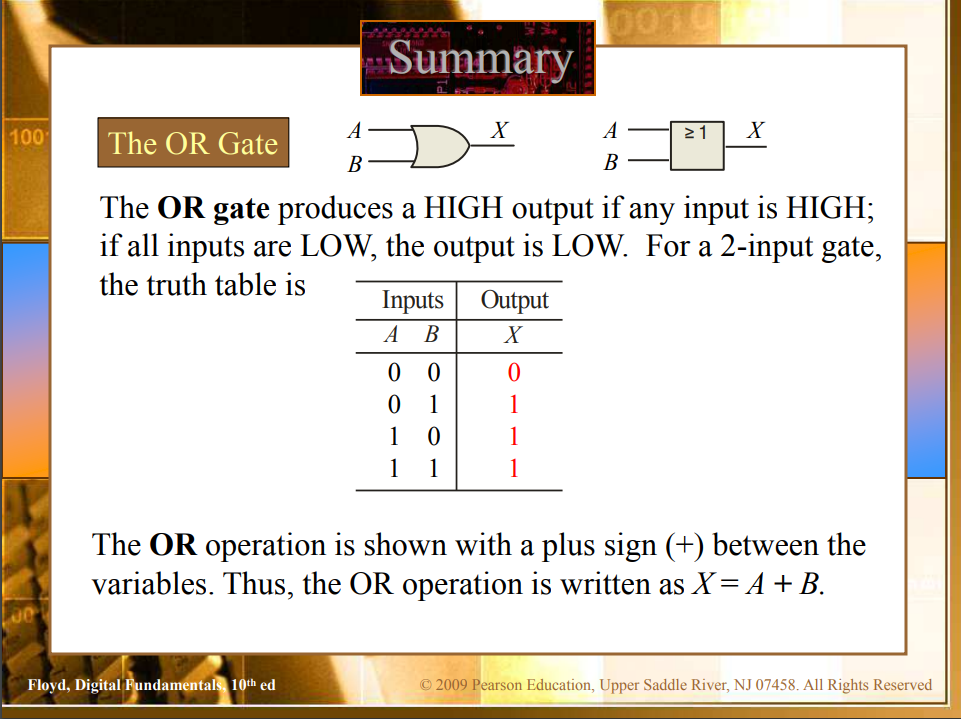 Summary
The OR Gate
A
B
X
A
B
≥ 1
X
The OR gate produces a HIGH output if any input is HIGH;
if all inputs are LOW, the output is LOW. For a 2-input gate,
the truth table is
Inputs Output
A B X
0 0 0
0 1 1
1 0 1
1 1 1
The OR operation is shown with a plus sign (+) between the
variables. Thus, the OR operation is written as X = A + B.
Floyd, Digital Fundamentals, 10th ed
© 2009 Pearson Education, Upper Saddle River, NJ 07458. All Rights Reserved